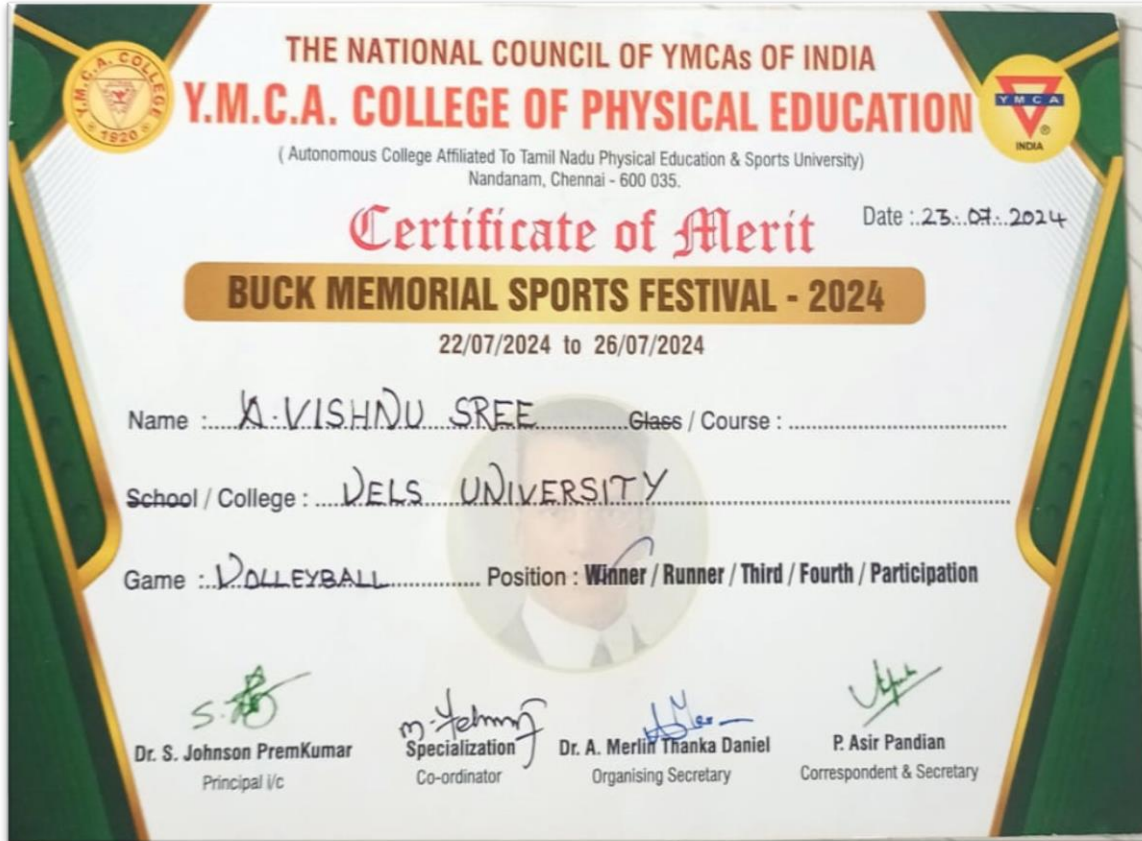 THE NATIONAL COUNCIL OF YMCAs OF INDIA
Y.M.C.A. COLLEGE OF PHYSICAL EDUCATION
Y.M.C.A. COLLEGE
1920
YMCA
®
INDIA
( Autonomous College Affiliated To Tamil Nadu Physical Education & Sports University)
Nandanam, Chennai - 600 035.
Certificate of Merit
Date : 23.07.2024
BUCK MEMORIAL SPORTS FESTIVAL - 2024
22/07/2024 to 26/07/2024
Name : A.VISHNU SREE Class / Course :
School / College : VELS UNIVERSITY
Game : VOLLEYBALL Position : Winner / Runner / Third / Fourth / Participation
Dr. S. Johnson PremKumar
Principal i/c
Specialization
Co-ordinator
Dr. A. Merlin Thanka Daniel
Organising Secretary
P. Asir Pandian
Correspondent & Secretary